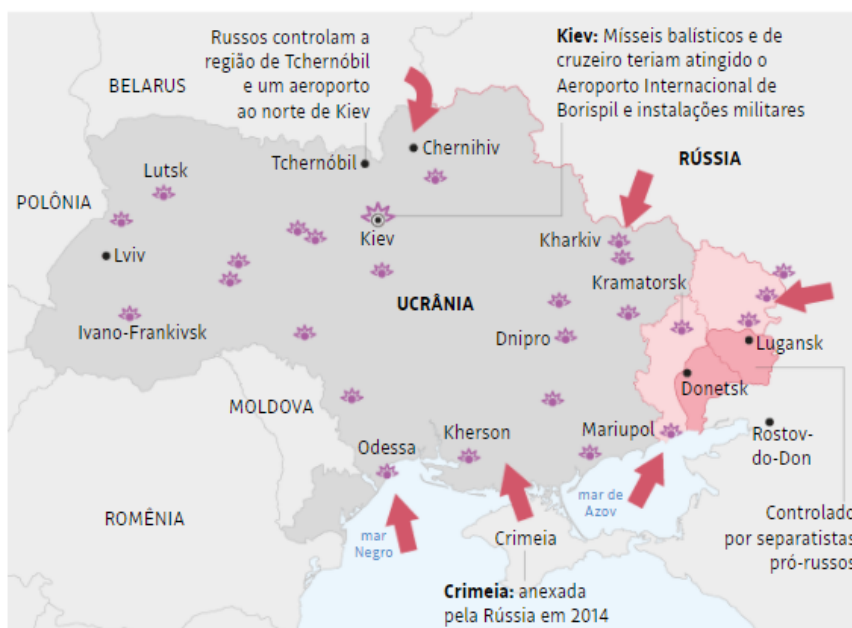 Russos controlam a
região de Tchernóbil
e um aeroporto
ao norte de Kiev
Kiev: Mísseis balísticos e de
cruzeiro teriam atingido o
Aeroporto Internacional de
Borispil e instalações militares
BELARUS
Chernihiv
Tchernóbil
RÚSSIA
Lutsk
POLÔNIA
Kiev
Kharkiv
Lviv
Kramatorsk
UCRÂNIA
Ivano-Frankivsk
Dnipro
Lugansk
Donetsk
MOLDOVA
Kherson
Mariupol
Rostov-
do-Don
Odessa
mar de
Azov
ROMÊNIA
mar
Negro
Crimeia
Controlado
por separatistas
pró-russos
Crimeia: anexada
pela Rússia em 2014